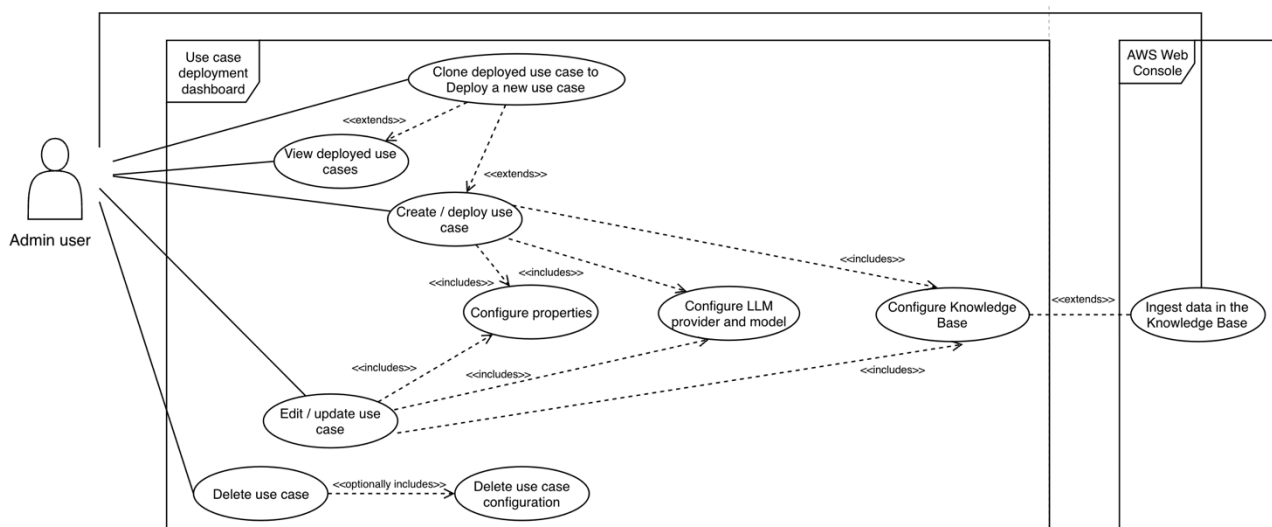 Use case
deployment
dashboard
AWS Web
Console
Clone deployed use case to
Deploy a new use case
<<extends>>
View deployed use
cases
<<extends>>
Admin user
Create / deploy use
case
<<includes>>
<<includes>>
<<includes>>
Configure properties
Configure LLM
provider and model
Configure Knowledge
Base
<<extends>>
Ingest data in the
Knowledge Base
<<includes>>
<<includes>>
<<includes>>
Edit / update use
case
Delete use case
<<optionally includes>>
Delete use case
configuration